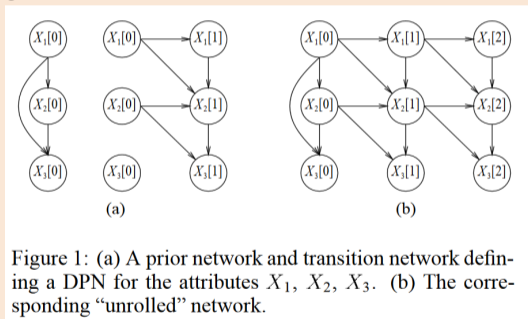 X₁[0] X₁[0] X₁[1] X₁[0] X₁[1] X₁[2]
X₂[0] X₂[0] X₂[1] X₂[0] X₂[1] X₂[2]
X₃[0] X₃[0] X₃[1] X₃[0] X₃[1] X₃[2]
(a) (b)
Figure 1: (a) A prior network and transition network defin-
ing a DPN for the attributes X₁, X₂, X₃. (b) The corre-
sponding “unrolled” network.